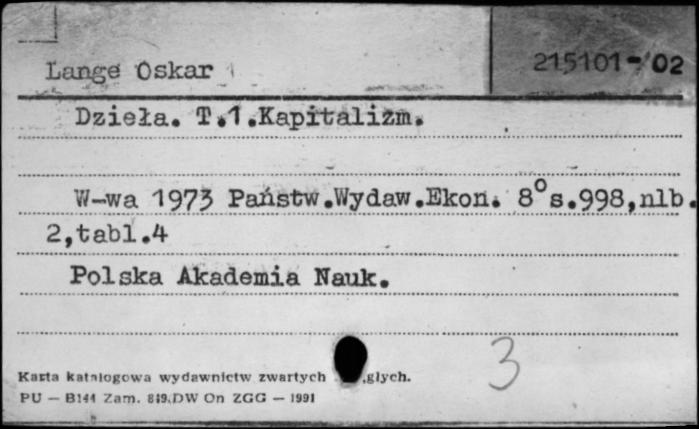 Lange Oskar
215101-02
Dzieła. T.1.Kapitalizm.
W-wa 1973 Państw.Wydaw.Ekon. 8° s.998,nlb.
2,tabl.4
Polska Akademia Nauk.
3
Karta katalogowa wydawnictw zwartych głych.
PU — B144 Zam. 819.DW On ZGG — 1991